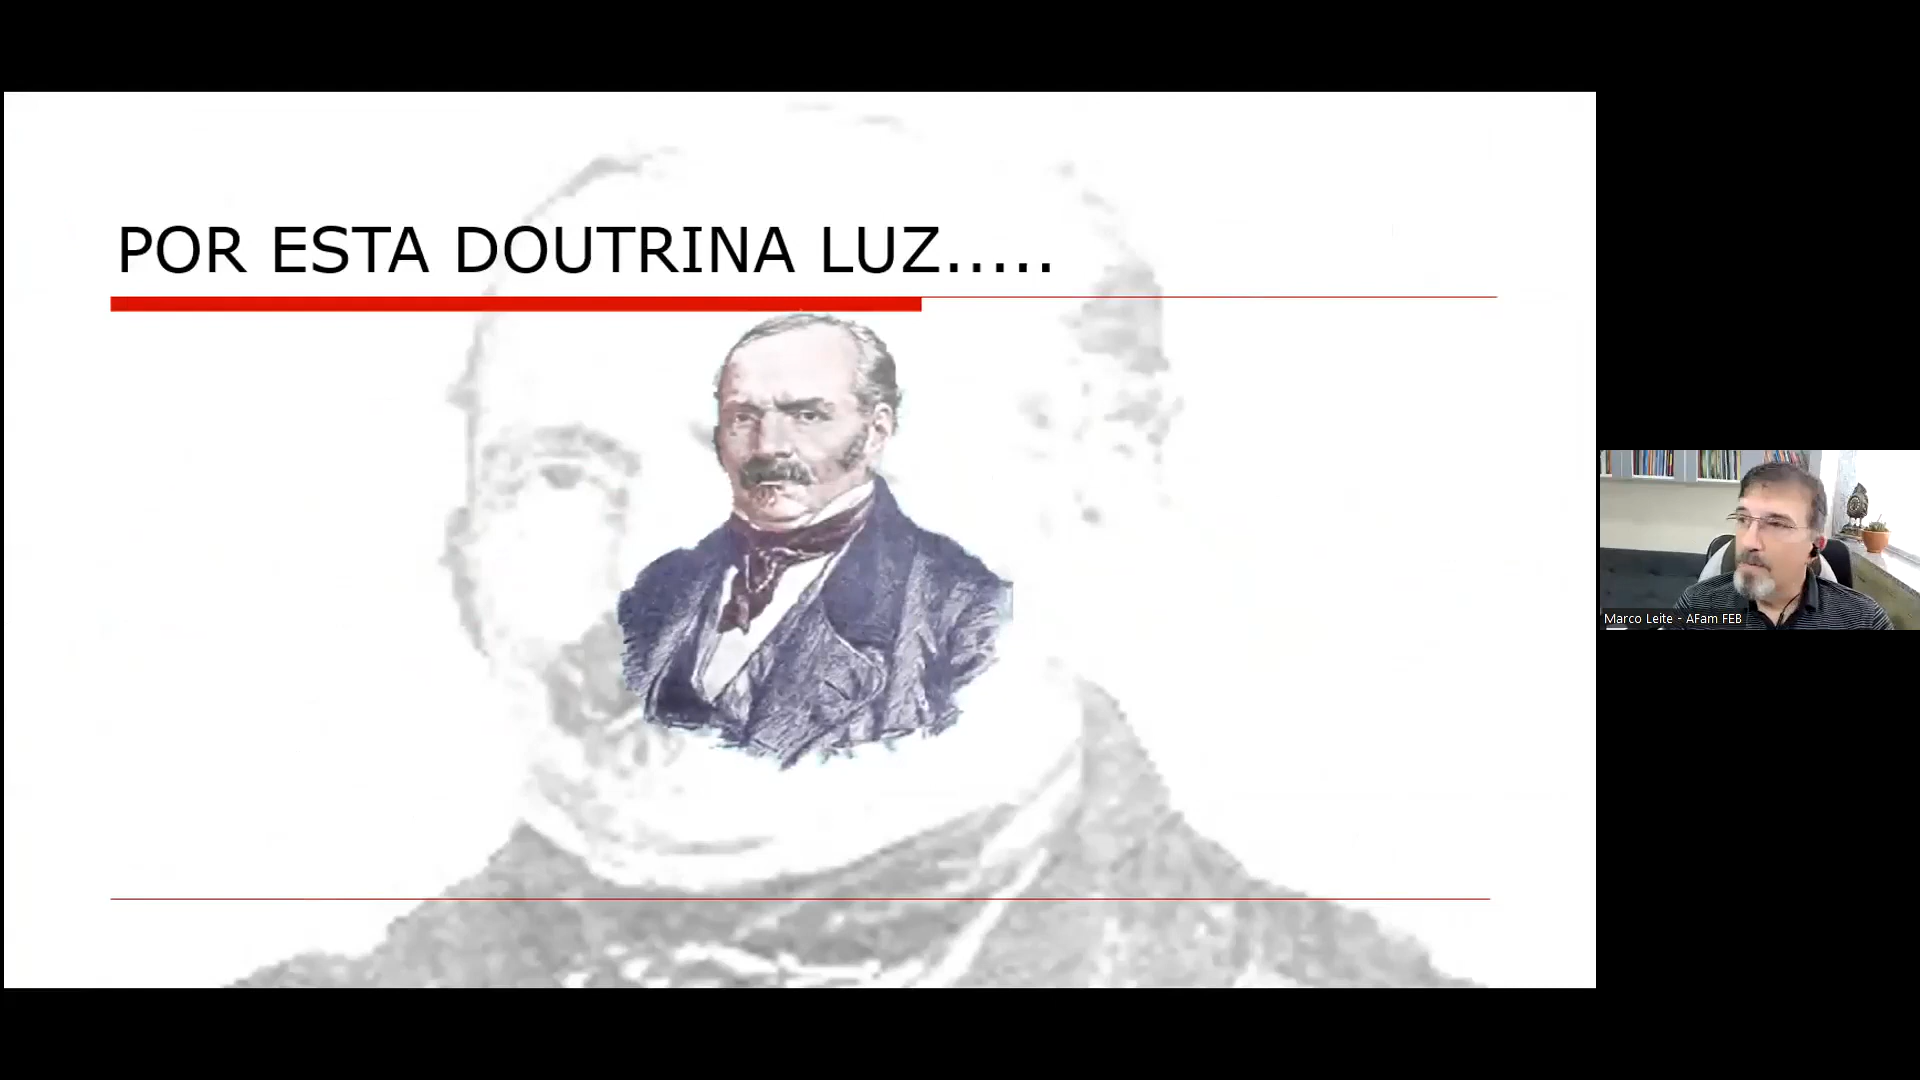 POR ESTA DOUTRINA LUZ.....
Marco Leite - AFam FEB